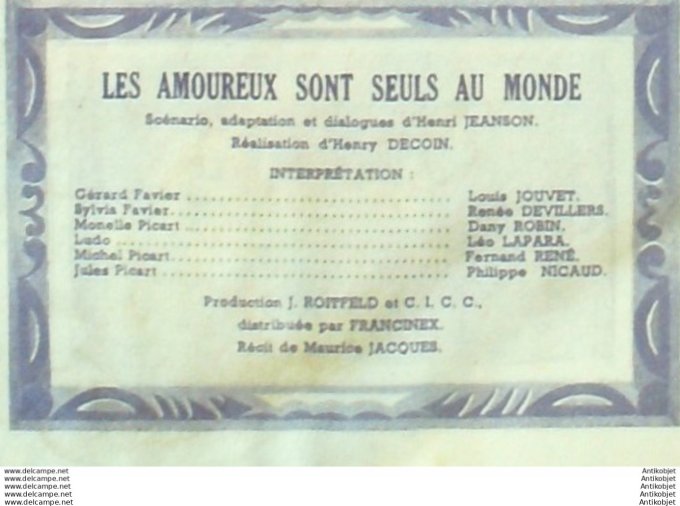 LES AMOUREUX SONT SEULS AU MONDE
Scénario, adaptation et dialogues d'Henri JEANSON.
Réalisation d'Henry DECOIN.
INTERPRÉTATION :
Gérard Favier ........ Louis JOUVET.
Sylvia Favier ........ Renée DEVILLERS.
Monelle Picart ........ Dany ROBIN.
Ludo ........ Léo LAPARA.
Michel Picart ........ Fernand RENÉ.
Jules Picart ........ Philippe NICAUD.
Production J. ROITFELD et C. I. C. C.,
distribuée par FRANCINEX.
Récit de Maurice JACQUES.
www.delcampe.net Antikobjet
www.delcampe.net Antikobjet
www.delcampe.net Antikobjet
www.delcampe.net Antikobjet
www.delcampe.net Antikobjet